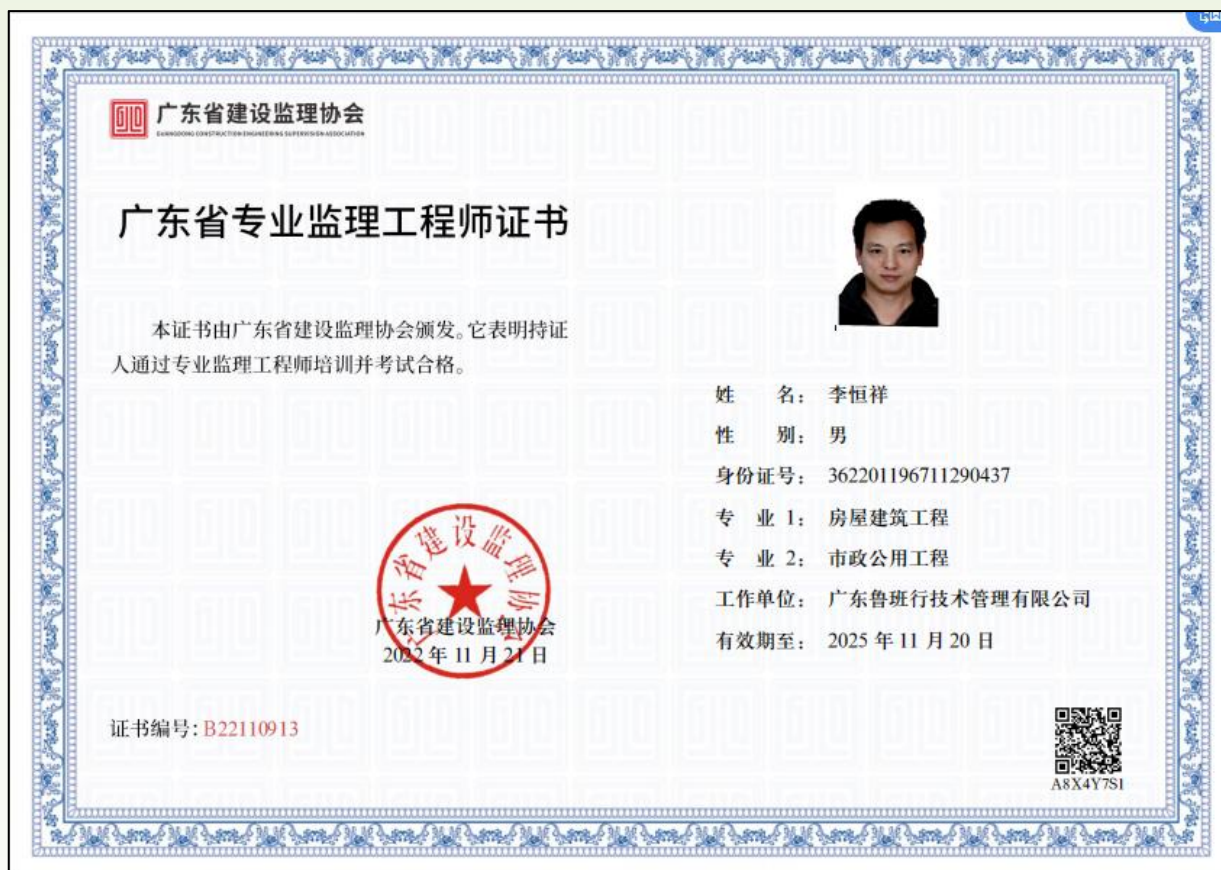 广东省建设监理协会
GUANGDONG CONSTRUCTION ENGINEERING SUPERVISION ASSOCIATION
广东省专业监理工程师证书
本证书由广东省建设监理协会颁发。它表明持证
人通过专业监理工程师培训并考试合格。
姓 名： 李恒祥
性 别： 男
身份证号： 362201196711290437
专 业 1： 房屋建筑工程
专 业 2： 市政公用工程
工作单位： 广东鲁班行技术管理有限公司
有效期至： 2025 年 11 月 20 日
广东省建设监理协会
广东省建设监理协会
2022 年 11 月 21 日
证书编号：B22110913
A8X4Y7S1